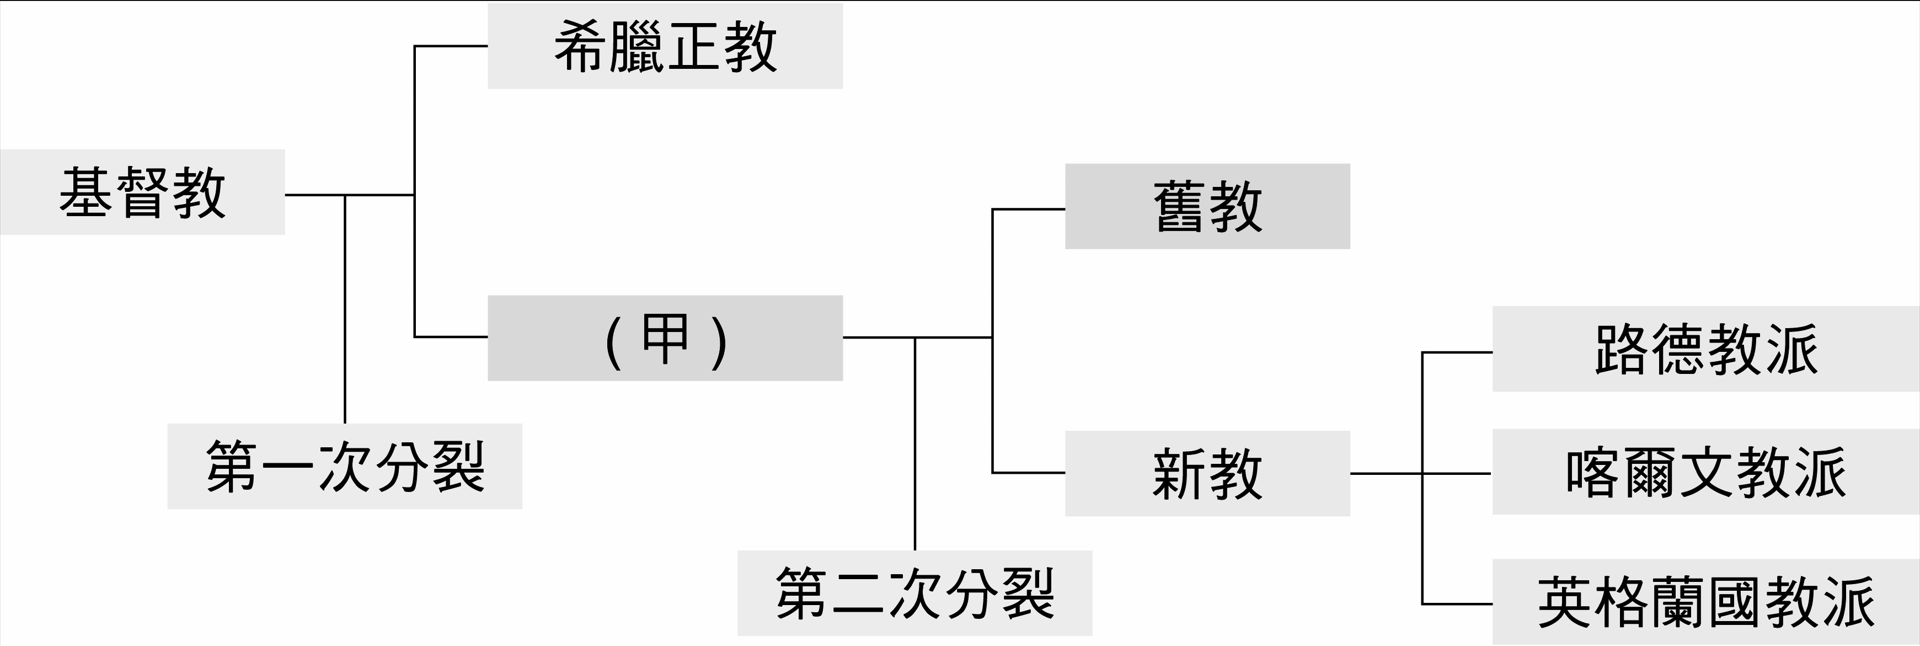 希臘正教
基督教
舊教
(甲)
路德教派
第一次分裂
新教
喀爾文教派
第二次分裂
英格蘭國教派